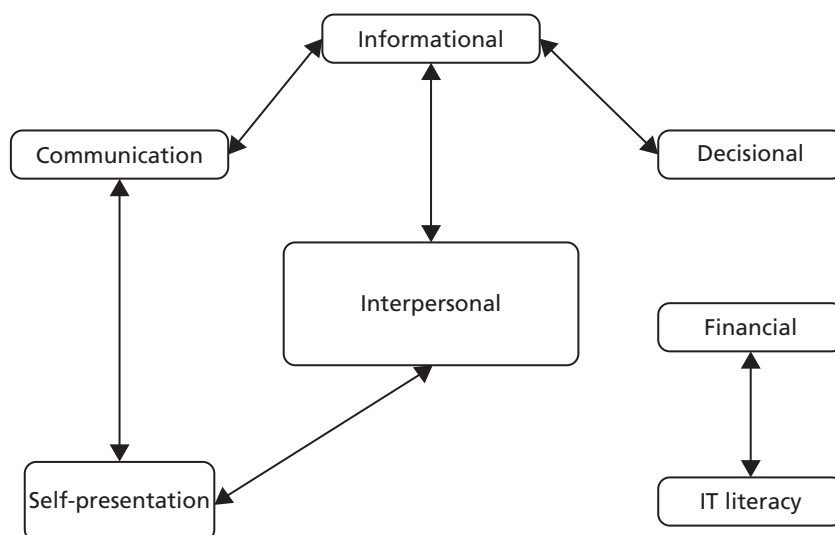 Informational
Communication
Decisional
Interpersonal
Financial
Self-presentation
IT literacy